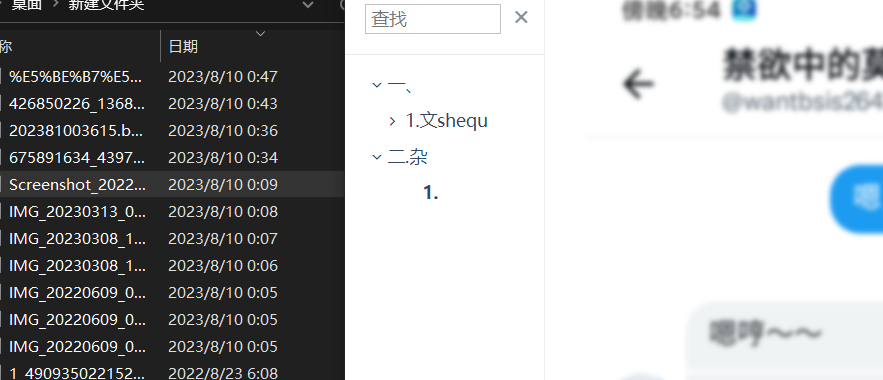 桌面 > 新建文件夹
称 日期
%E5%BE%B7%E5... 2023/8/10 0:47
426850226_1368... 2023/8/10 0:43
202381003615.b... 2023/8/10 0:36
675891634_4397... 2023/8/10 0:34
Screenshot_2022... 2023/8/10 0:09
IMG_20230313_0... 2023/8/10 0:08
IMG_20230308_1... 2023/8/10 0:07
IMG_20230308_1... 2023/8/10 0:06
IMG_20220609_0... 2023/8/10 0:05
IMG_20220609_0... 2023/8/10 0:05
IMG_20220609_0... 2023/8/10 0:05
1_490935022152... 2022/8/23 6:08
查找
一、
1.文shequ
二.杂
1.
傍晚6:54
禁欲中的莫
@wantbsis264
嗯
嗯哼～～